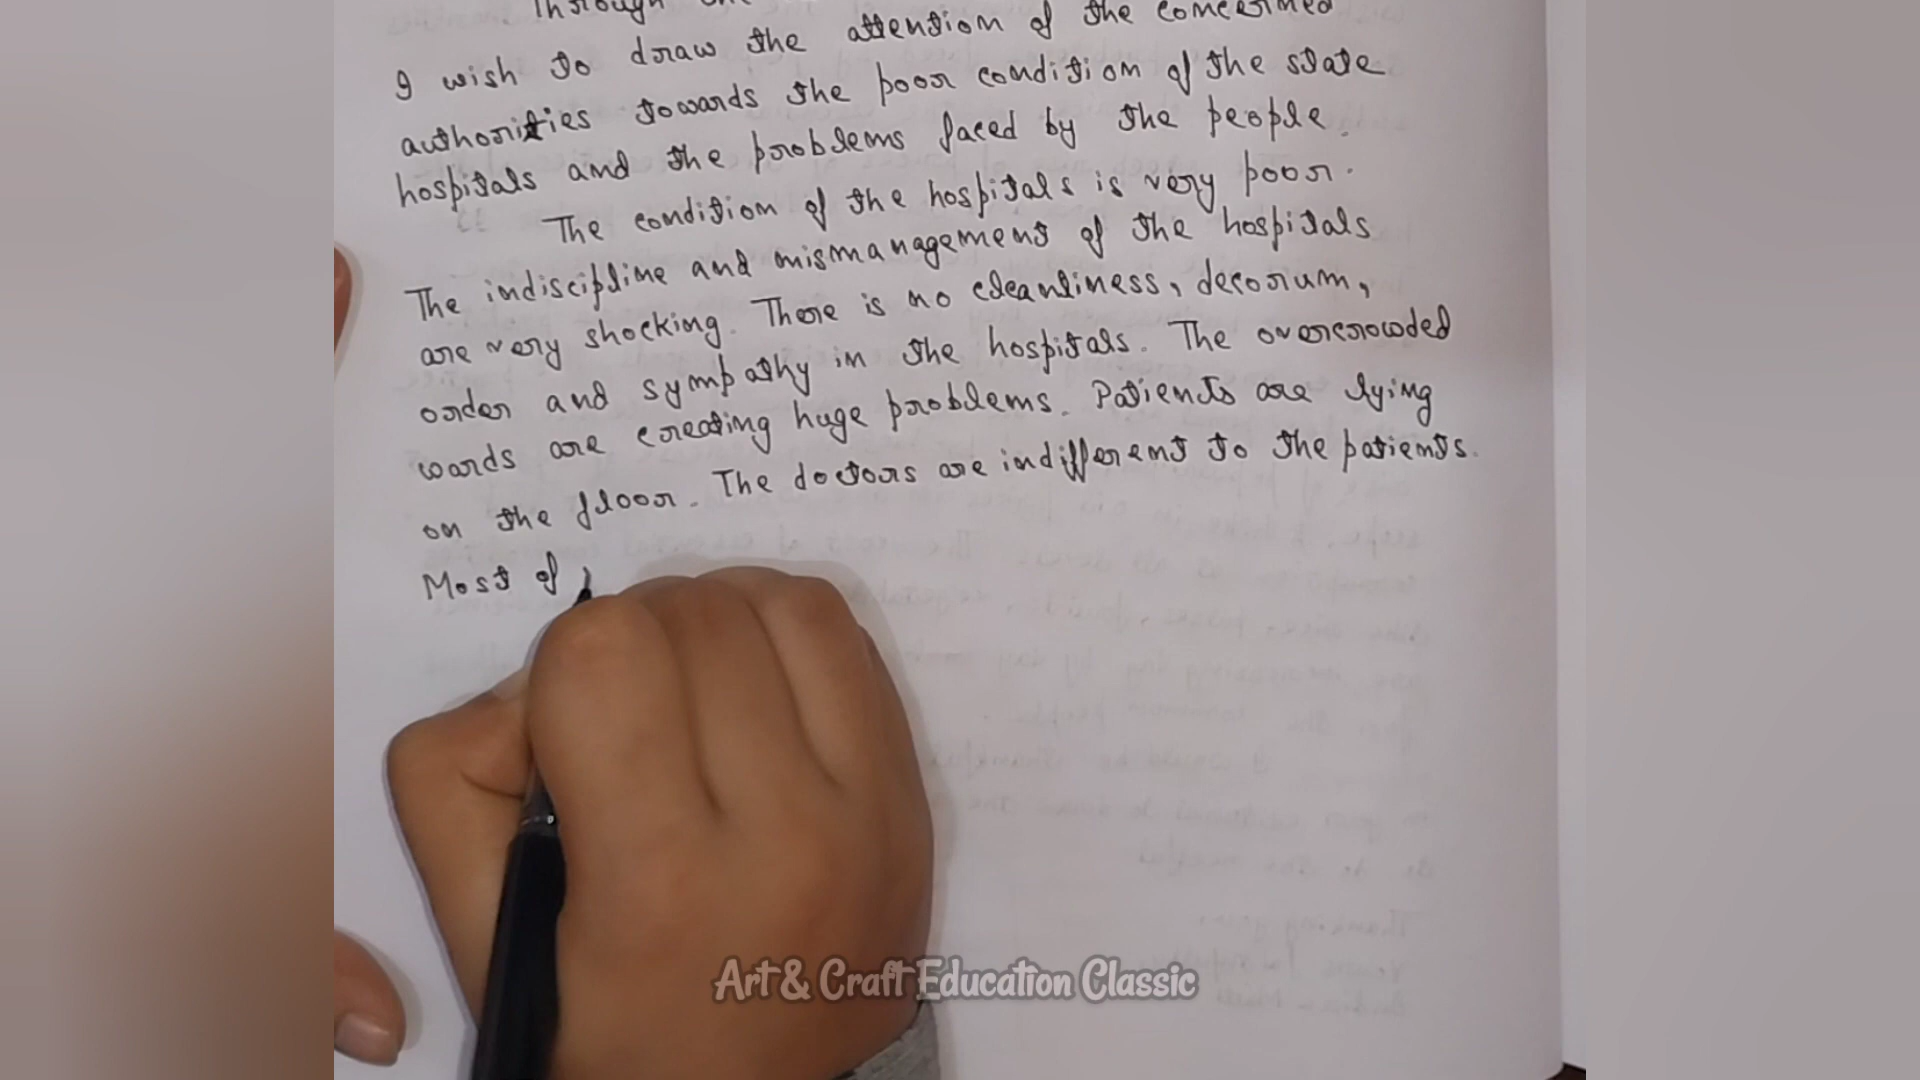 Through
I wish to draw the attention of the concerned
authorities towards the poor condition of the state
hospitals and the problems faced by the people.
The condition of the hospitals is very poor.
The indiscipline and mismanagement of the hospitals
are very shocking. There is no cleanliness, decorum,
order and sympathy in the hospitals. The overcrowded
wards are creating huge problems. Patients are lying
on the floor. The doctors are indifferent to the patients.
Most of
Art & Craft Education Classic